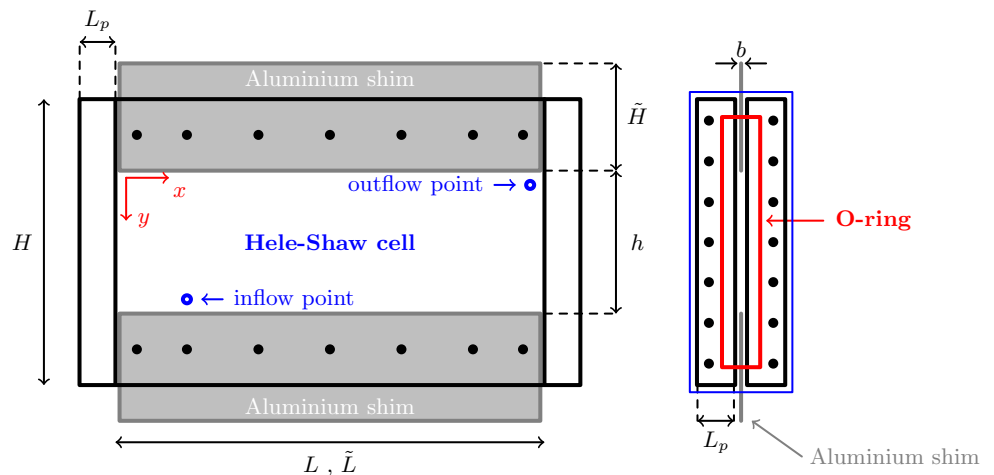 L_p
Aluminium shim
b
H̃
outflow point
x
y
H
Hele-Shaw cell
h
O-ring
inflow point
Aluminium shim
L_p
Aluminium shim
L , L̃